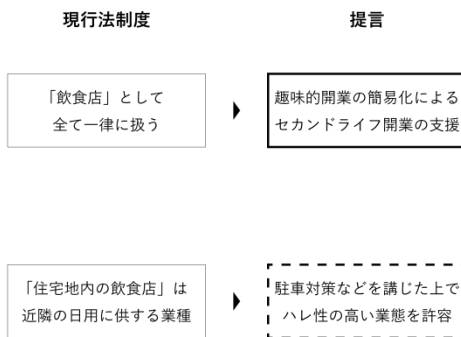 現行法制度
提言
「飲食店」として
全て一律に扱う
趣味的開業の簡易化による
セカンドライフ開業の支援
「住宅地内の飲食店」は
近隣の日用に供する業種
駐車対策などを講じた上で
ハレ性の高い業態を許容